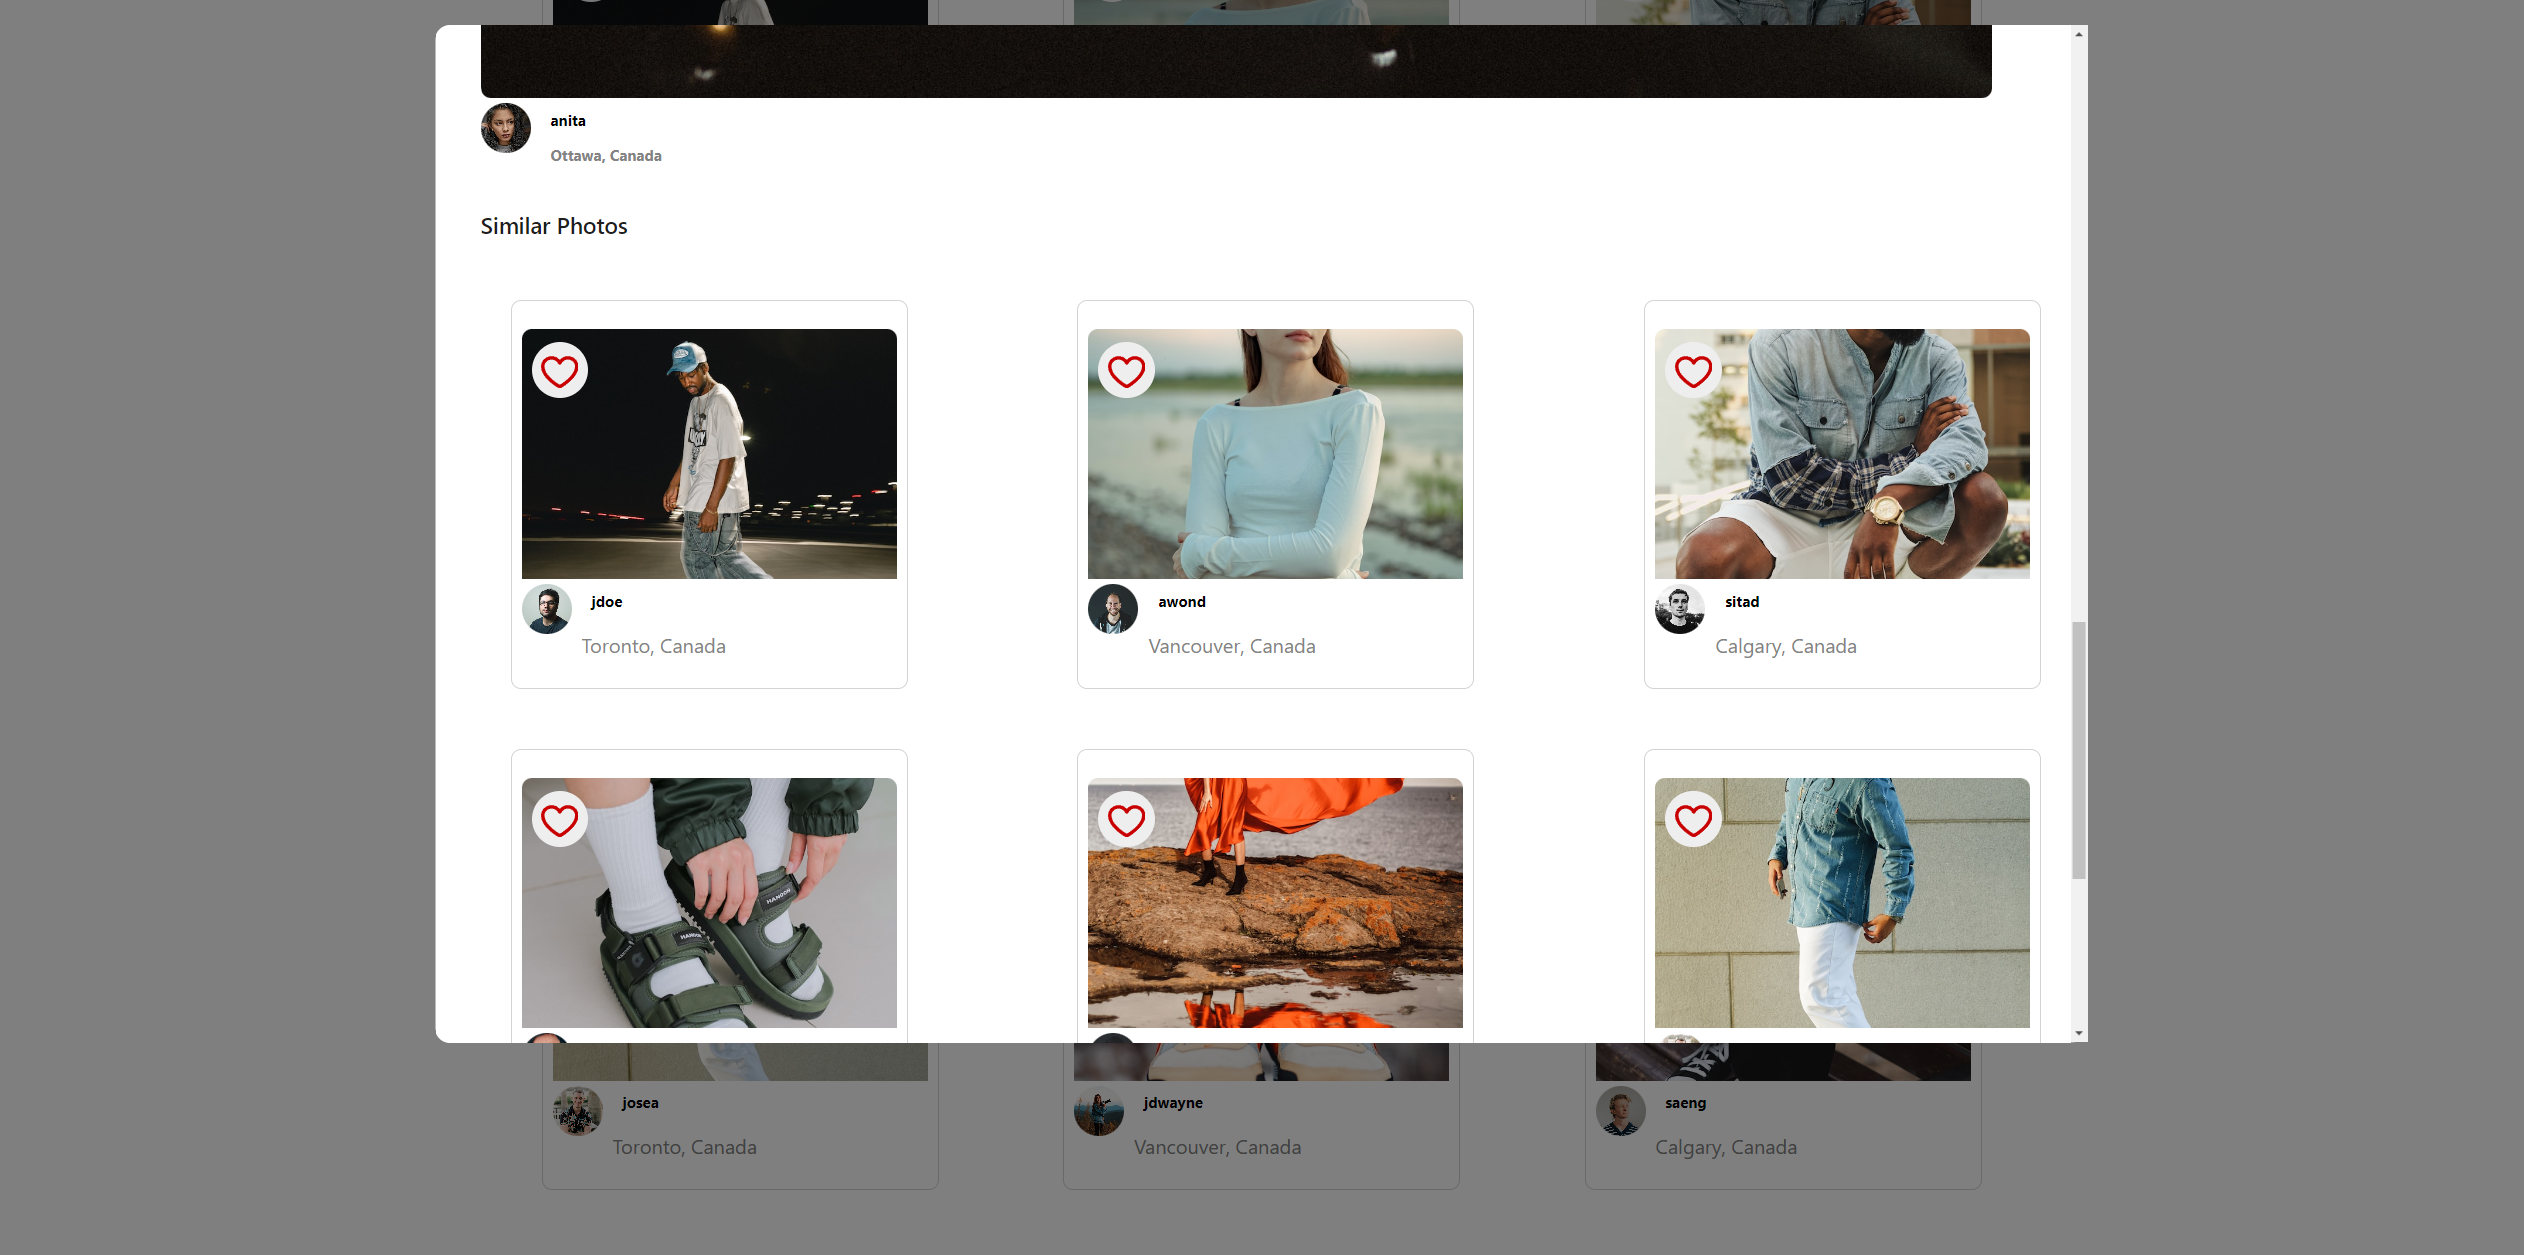 anita
Ottawa, Canada
Similar Photos
jdoe
Toronto, Canada
awond
Vancouver, Canada
sitad
Calgary, Canada
HANDOR
josea
Toronto, Canada
jdwayne
Vancouver, Canada
saeng
Calgary, Canada